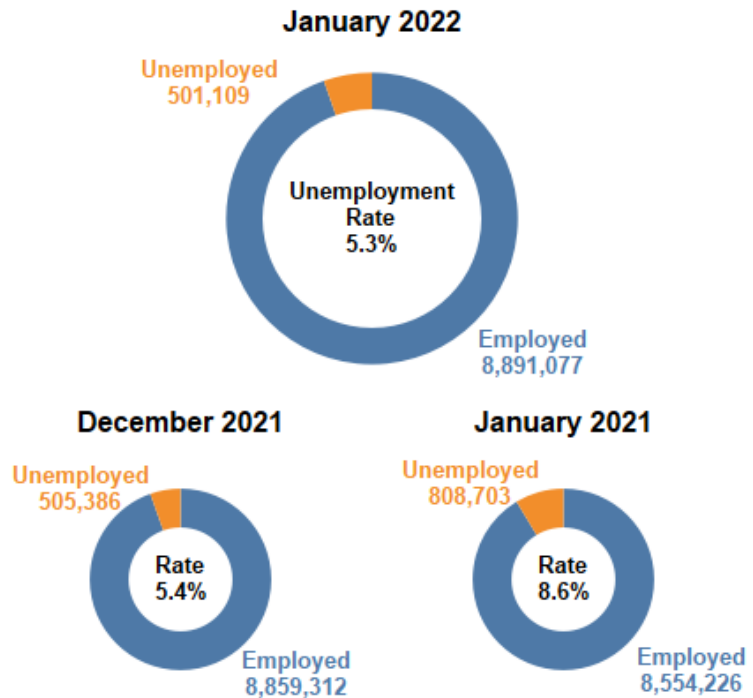 January 2022
Unemployed
501,109
Unemployment
Rate
5.3%
Employed
8,891,077
December 2021
Unemployed
505,386
Rate
5.4%
Employed
8,859,312
January 2021
Unemployed
808,703
Rate
8.6%
Employed
8,554,226